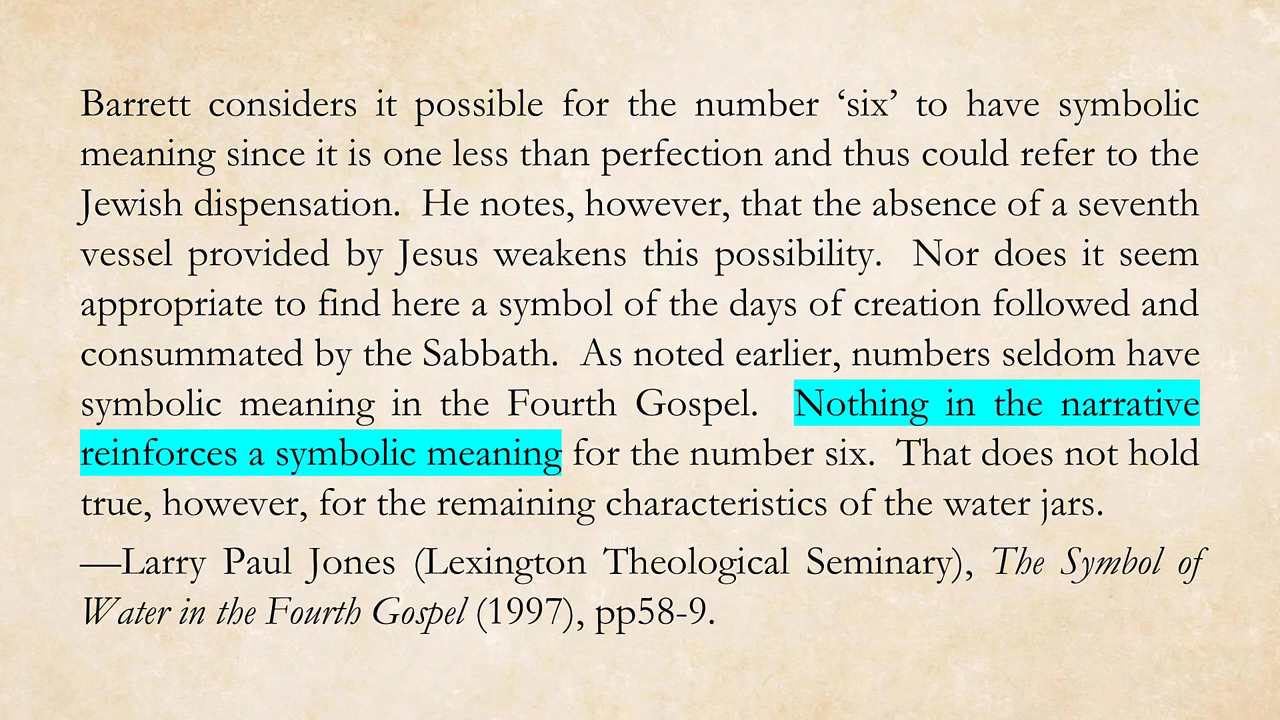 Barrett considers it possible for the number ‘six’ to have symbolic
meaning since it is one less than perfection and thus could refer to the
Jewish dispensation.  He notes, however, that the absence of a seventh
vessel provided by Jesus weakens this possibility.  Nor does it seem
appropriate to find here a symbol of the days of creation followed and
consummated by the Sabbath.  As noted earlier, numbers seldom have
symbolic meaning in the Fourth Gospel.  Nothing in the narrative
reinforces a symbolic meaning for the number six.  That does not hold
true, however, for the remaining characteristics of the water jars.
—Larry Paul Jones (Lexington Theological Seminary), The Symbol of
Water in the Fourth Gospel (1997), pp58-9.